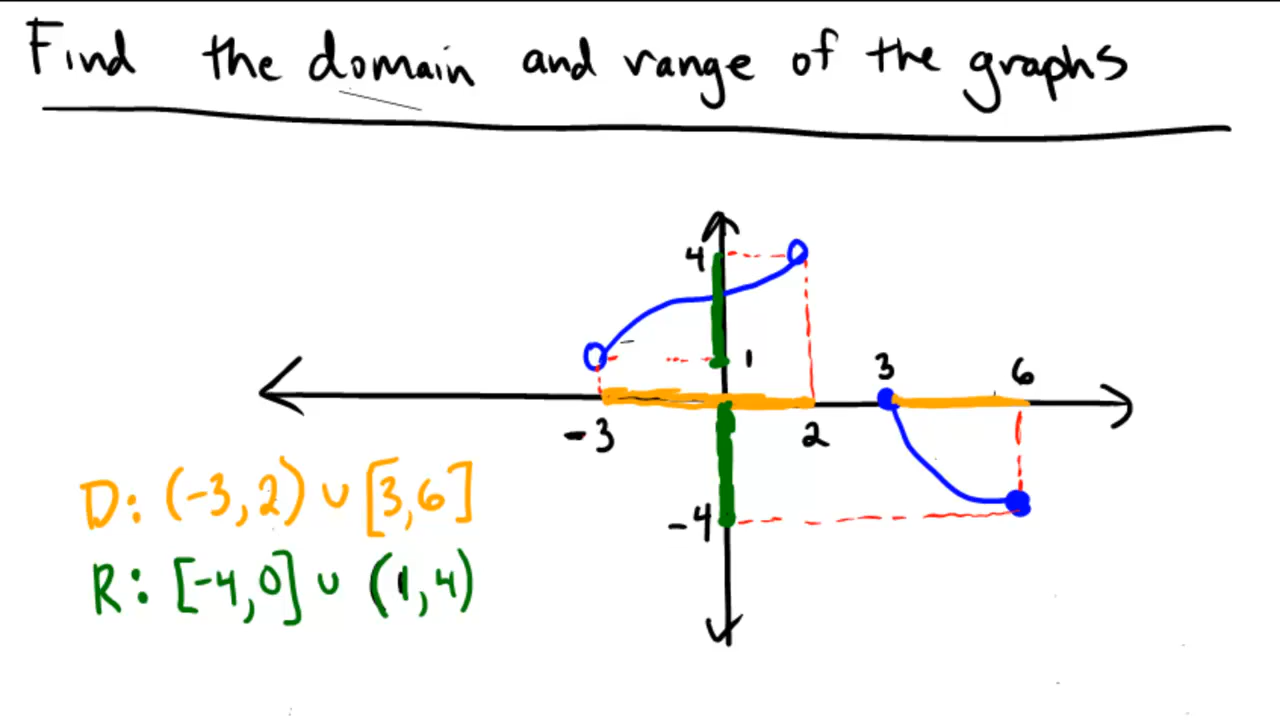 Find the domain and range of the graphs
4
1
3
6
-3
2
-4
D: (-3,2) ∪ [3,6]
R: [-4,0] ∪ (1,4)